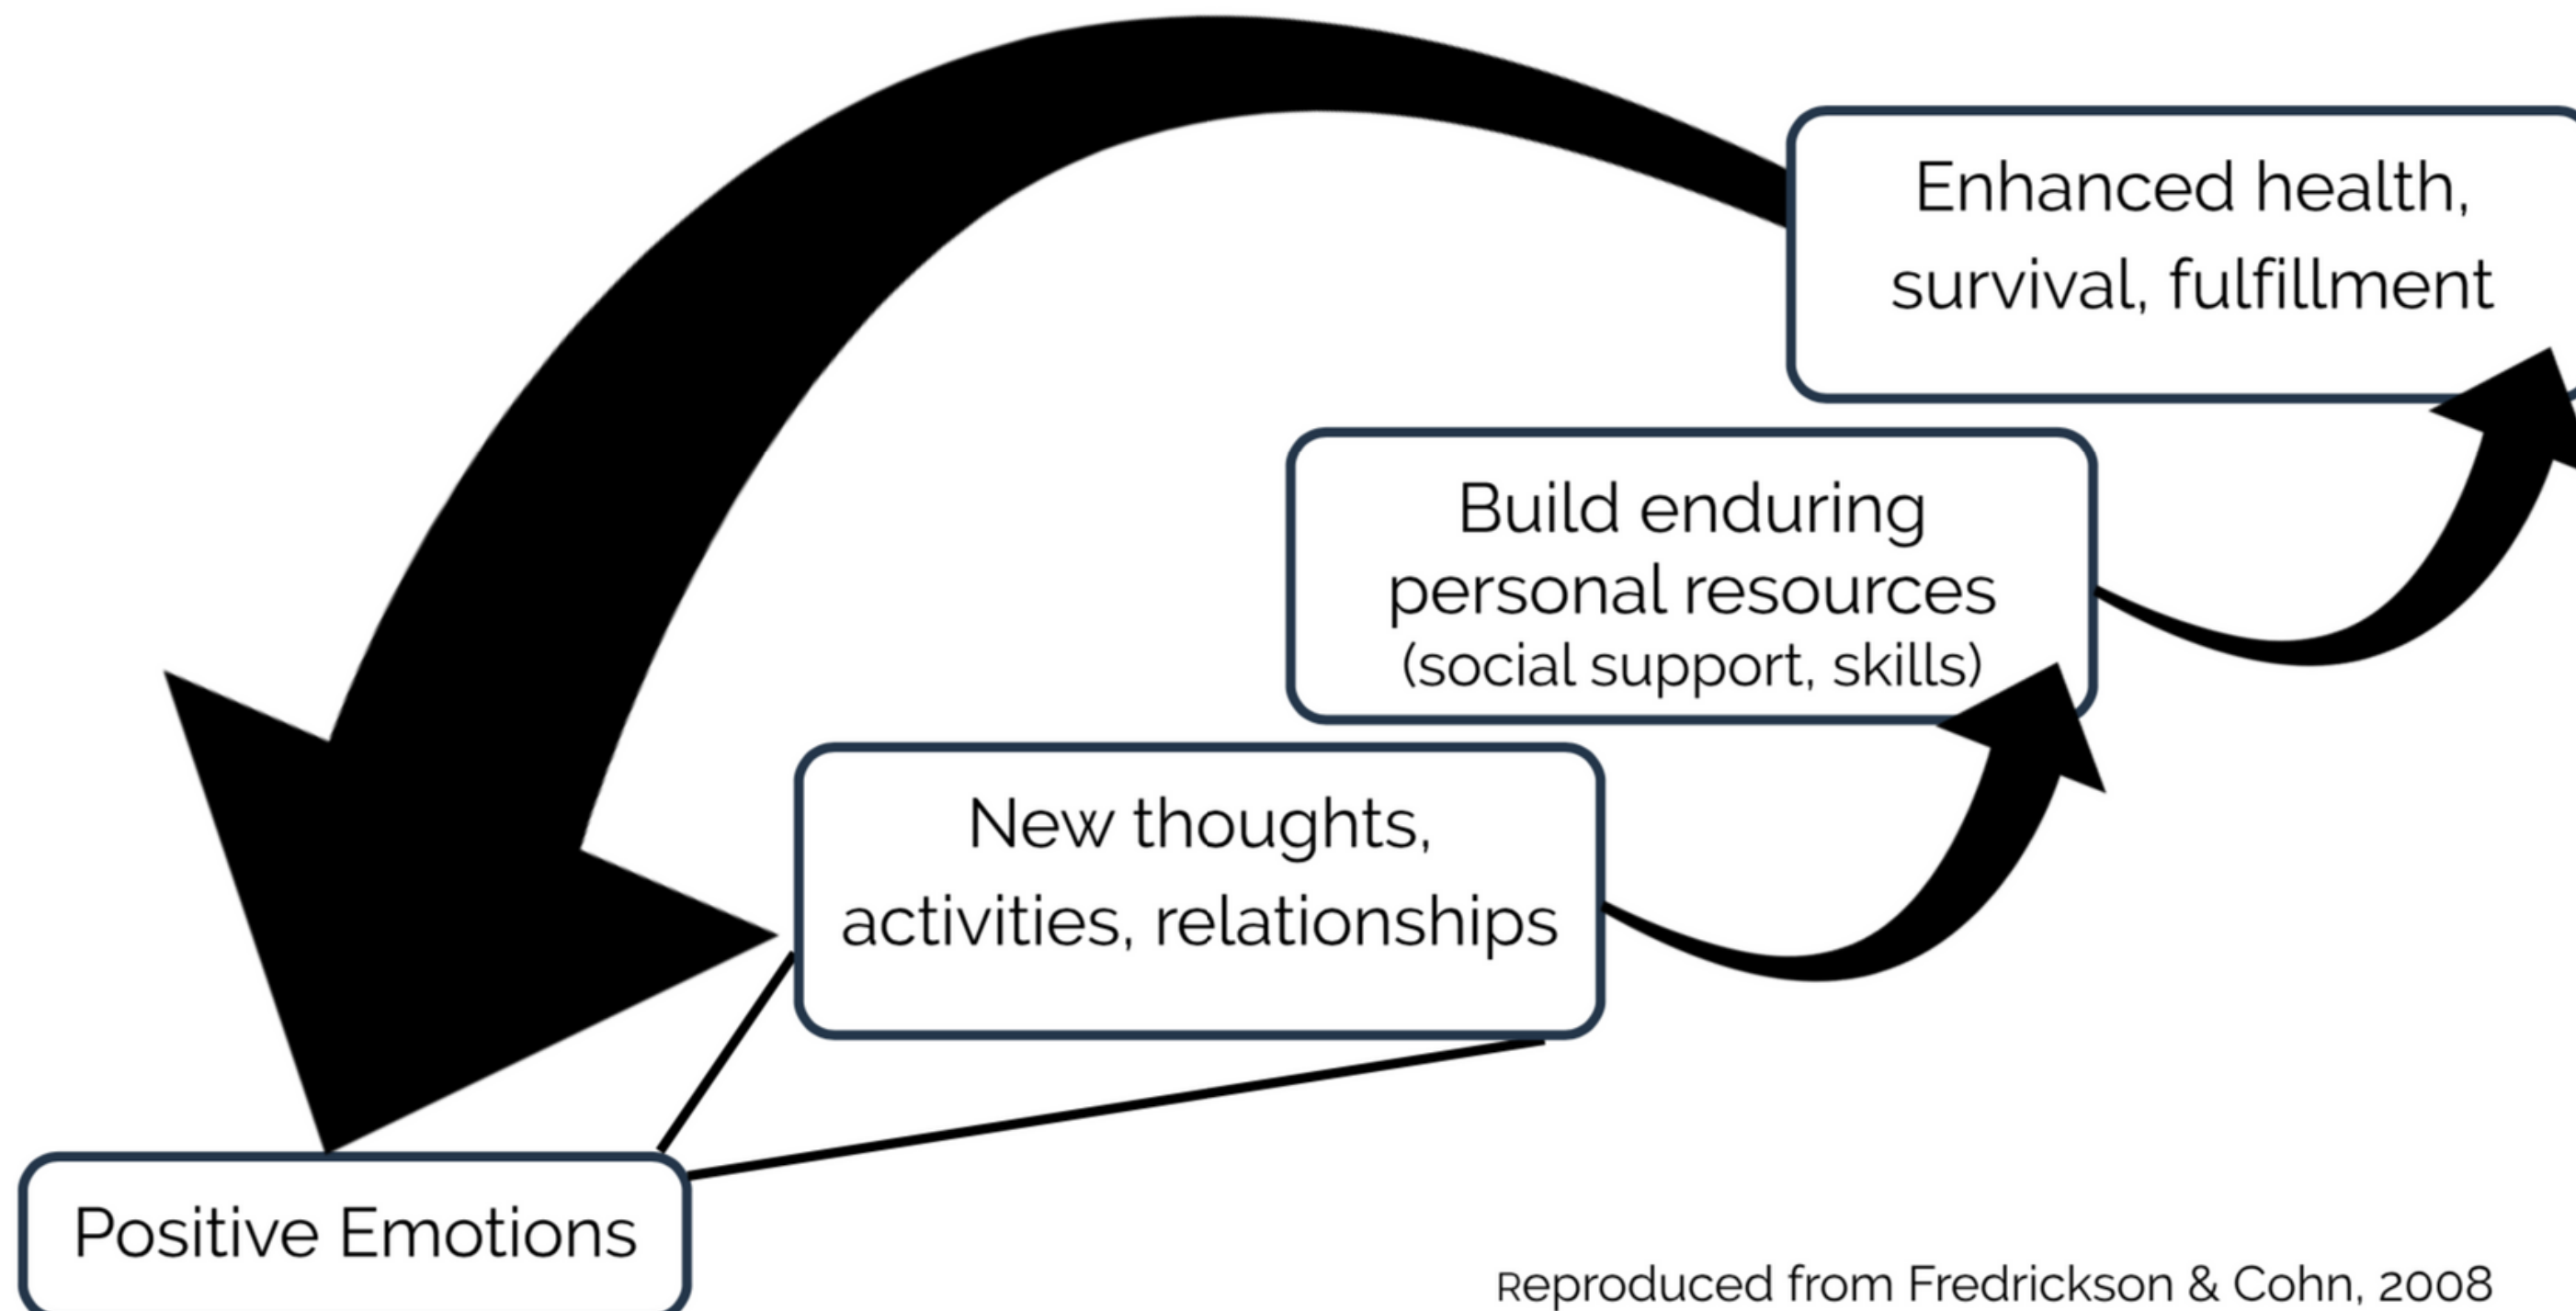 Enhanced health,
survival, fulfillment
Build enduring
personal resources
(social support, skills)
New thoughts,
activities, relationships
Positive Emotions
Reproduced from Fredrickson & Cohn, 2008